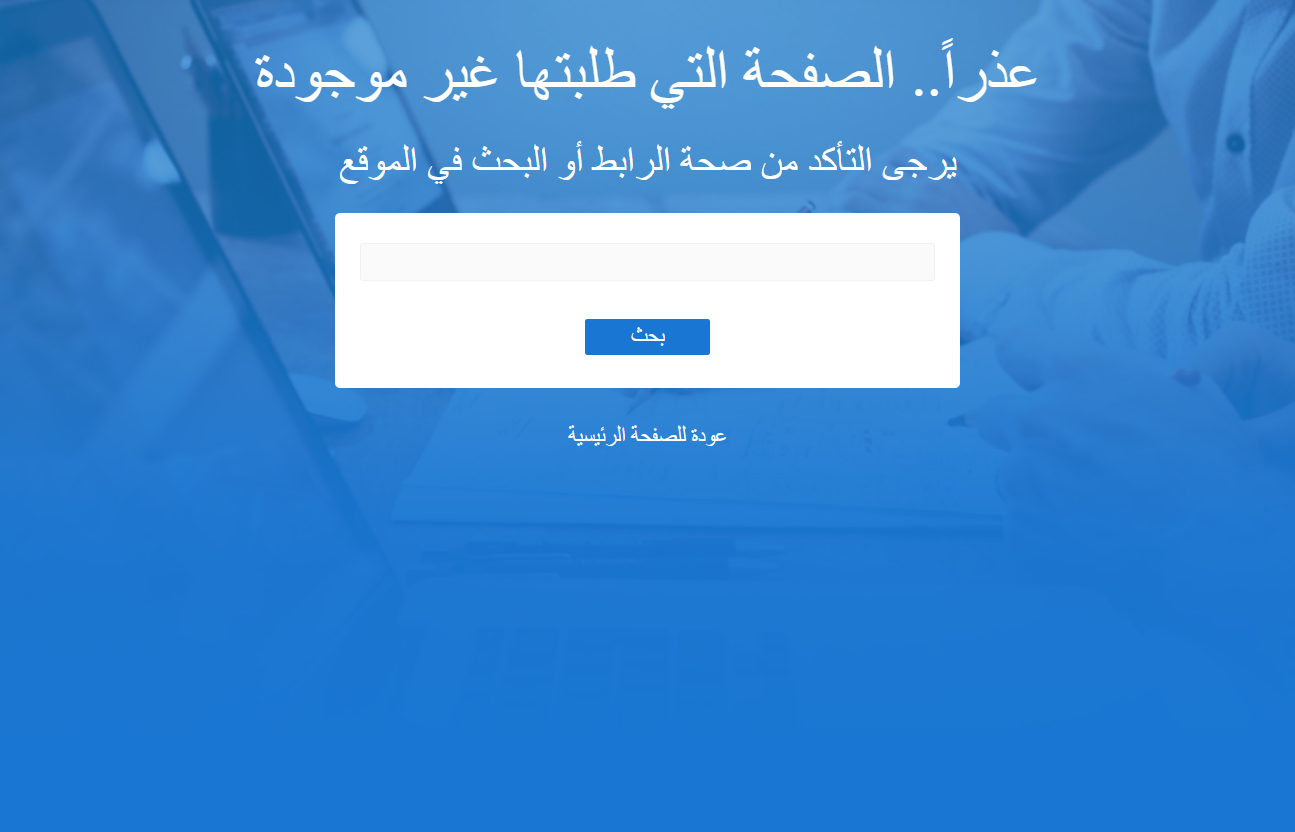 عذراً.. الصفحة التي طلبتها غير موجودة
يرجى التأكد من صحة الرابط أو البحث في الموقع
بحث
عودة للصفحة الرئيسية